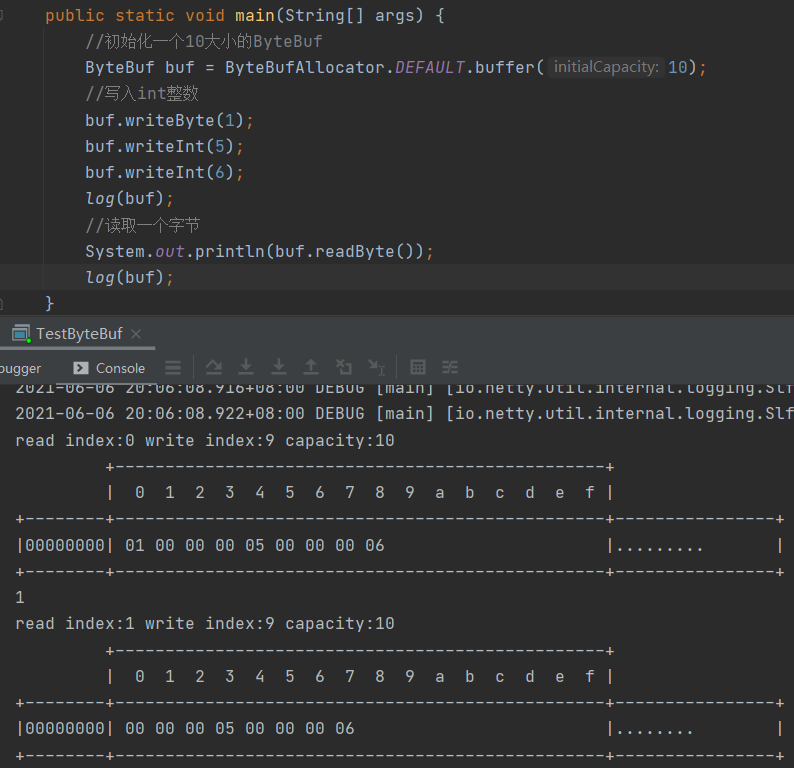 public static void main(String[] args) {
//初始化一个10大小的ByteBuf
ByteBuf buf = ByteBufAllocator.DEFAULT.buffer( initialCapacity: 10);
//写入int整数
buf.writeByte(1);
buf.writeInt(5);
buf.writeInt(6);
log(buf);
//读取一个字节
System.out.println(buf.readByte());
log(buf);
}
TestByteBuf ×
bugger Console
2021-06-06 20:06:08.916+08:00 DEBUG [main] [io.netty.util.internal.logging.Slf
2021-06-06 20:06:08.922+08:00 DEBUG [main] [io.netty.util.internal.logging.Slf
read index:0 write index:9 capacity:10
         +-------------------------------------------------+
         |  0  1  2  3  4  5  6  7  8  9  a  b  c  d  e  f |
+--------+-------------------------------------------------+----------------+
|00000000| 01 00 00 00 05 00 00 00 06                      |.........       |
+--------+-------------------------------------------------+----------------+
1
read index:1 write index:9 capacity:10
         +-------------------------------------------------+
         |  0  1  2  3  4  5  6  7  8  9  a  b  c  d  e  f |
+--------+-------------------------------------------------+----------------+
|00000000| 00 00 00 05 00 00 00 06                         |........        |
+--------+-------------------------------------------------+----------------+